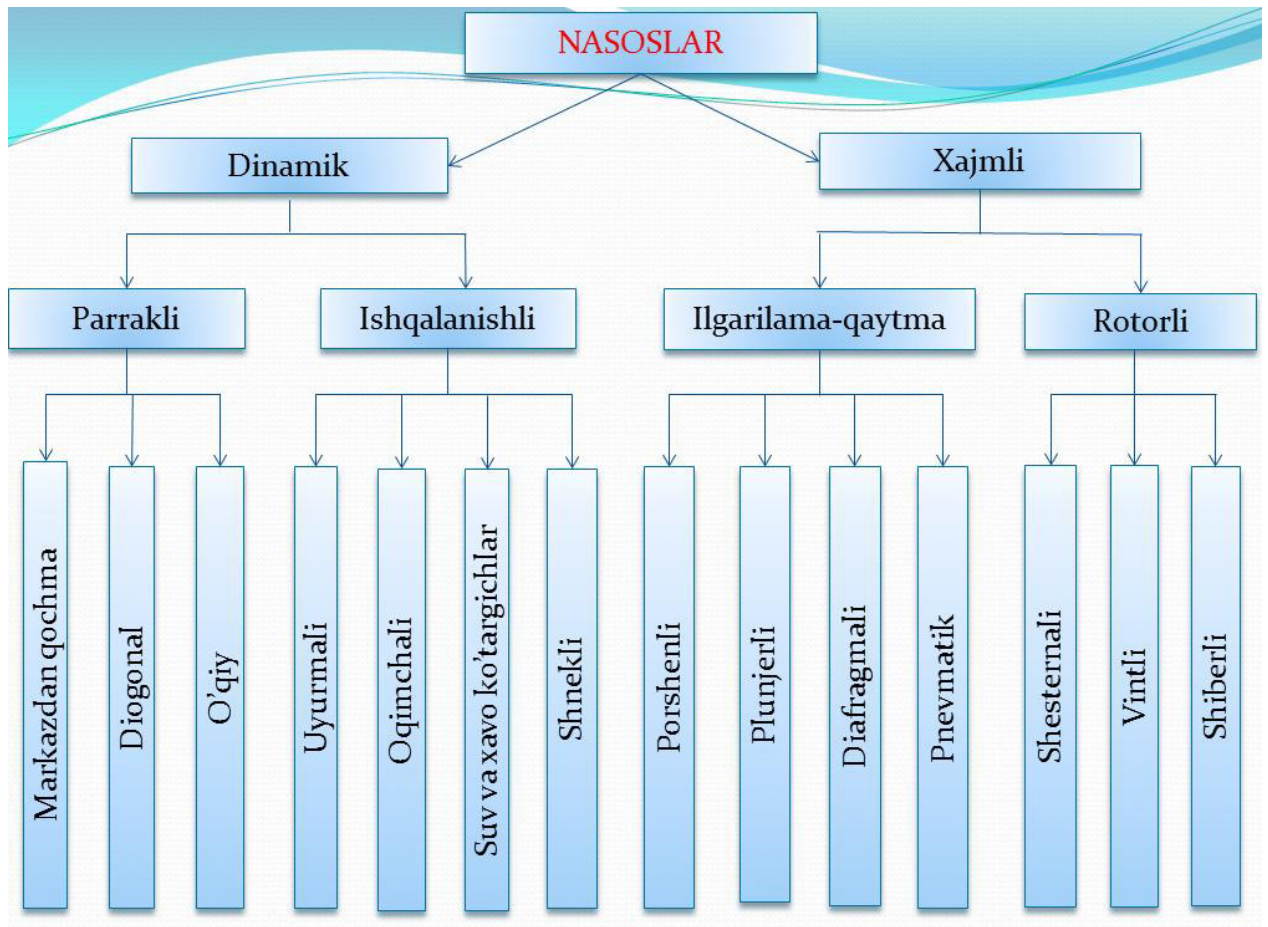 NASOSLAR
Dinamik
Xajmli
Parrakli
Ishqalanishli
Ilgarilama-qaytma
Rotorli
Markazdan qochma
Diogonal
O'qiy
Uyurmali
Oqimchali
Suv va xavo ko'targichlar
Shnekli
Porshenli
Plunjerli
Diafragmali
Pnevmatik
Shesternali
Vintli
Shiberli